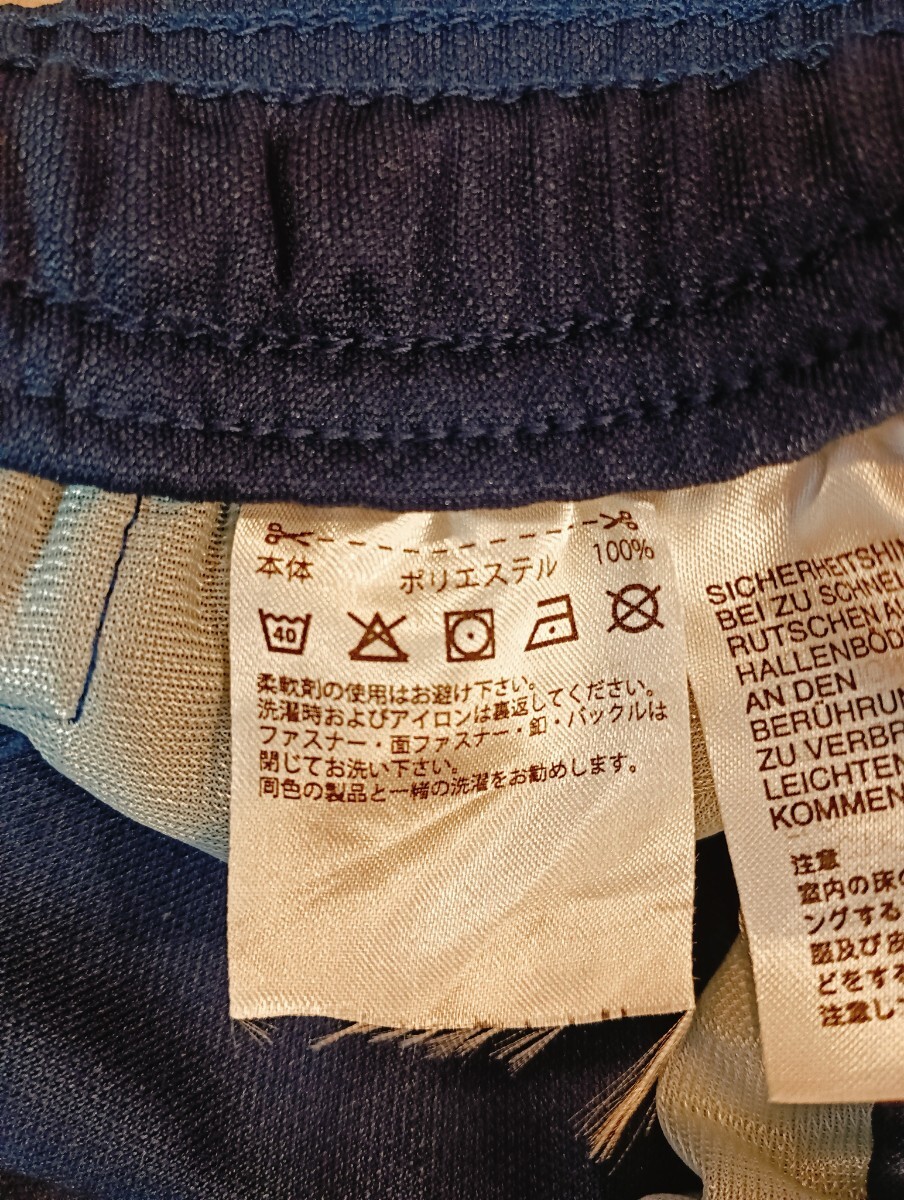 本体 ポリエステル 100%
40
柔軟剤の使用はお避け下さい。
洗濯時およびアイロンは裏返してください。
ファスナー・面ファスナー・釦・バックルは
閉じてお洗い下さい。
同色の製品と一緒の洗濯をお勧めします。
SICHERHEITSHIN
BEI ZU SCHNEL
RUTSCHEN AU
HALLENBÖD
AN DEN
BERÜHRUN
ZU VERBR
LEICHTEN
KOMMEN
注意
室内の床
ングする
服及び皮
どをする
注意し